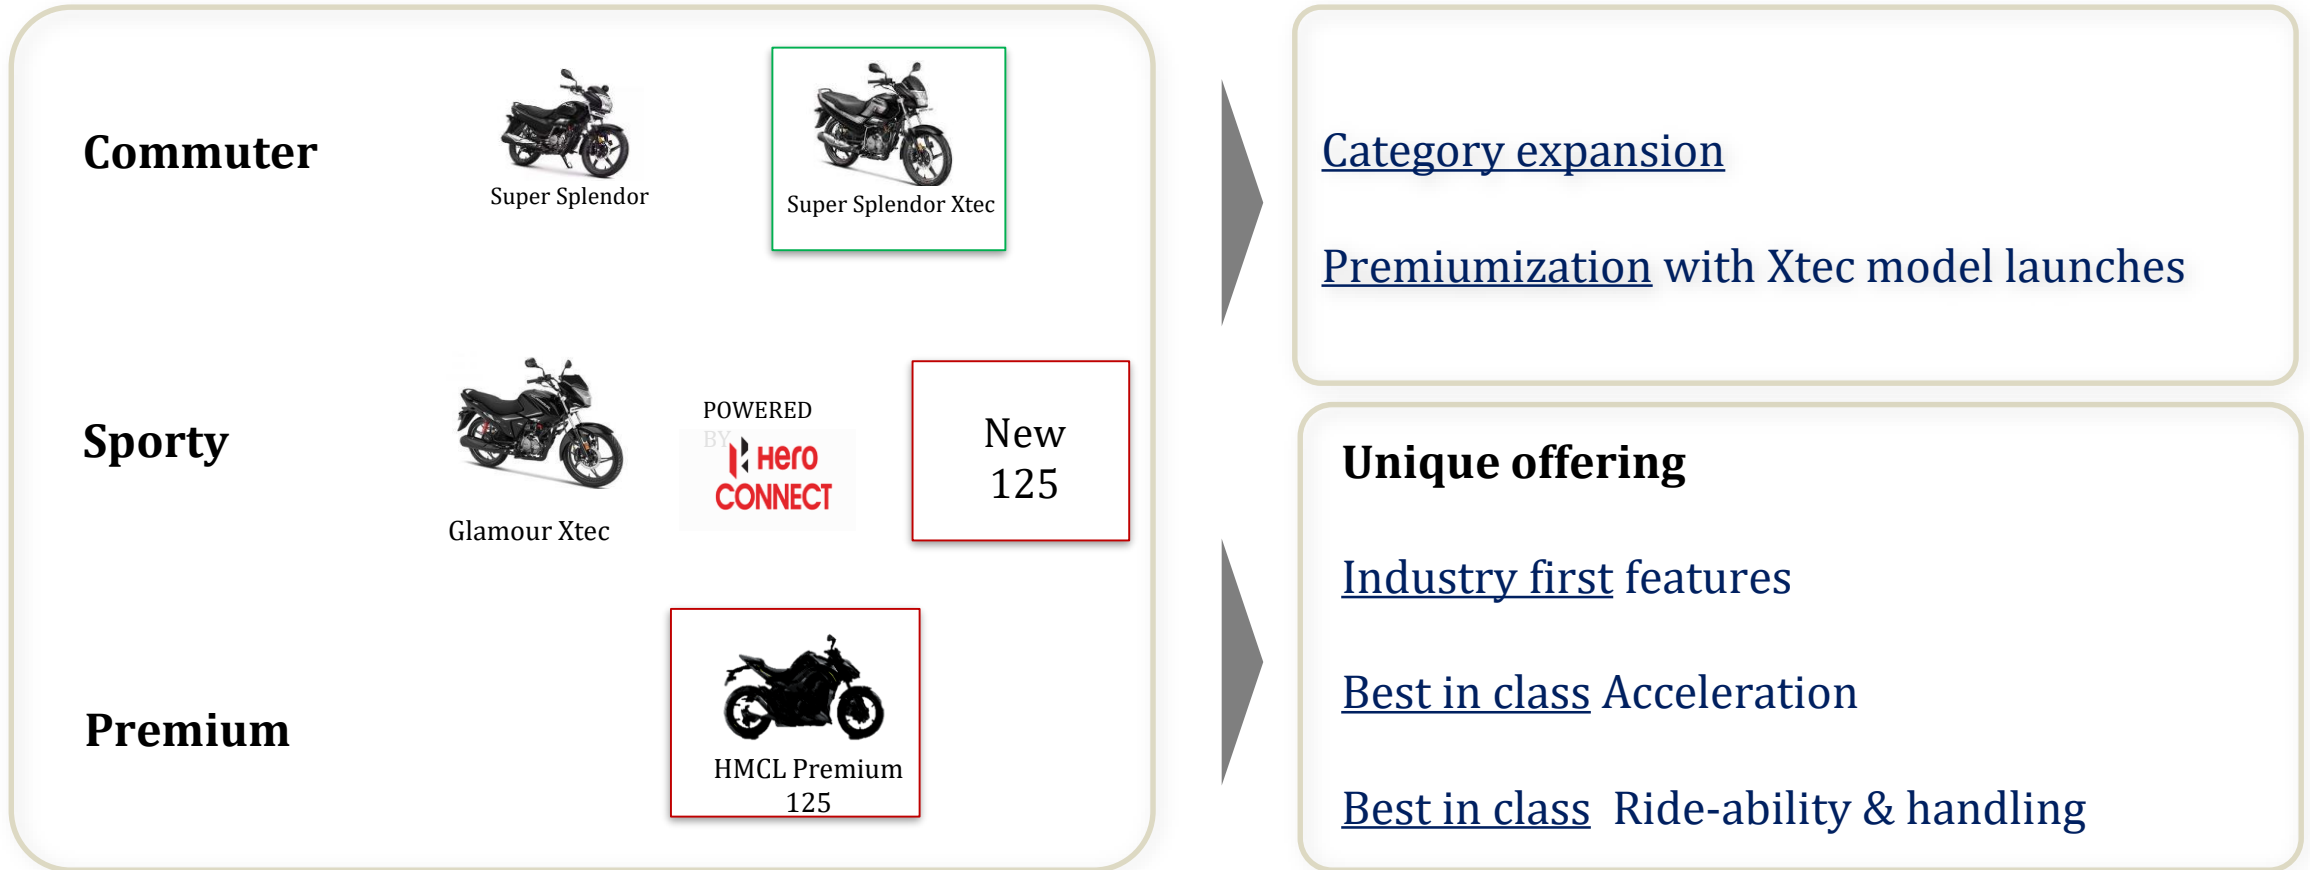 Commuter
Super Splendor
Super Splendor Xtec
Sporty
Glamour Xtec
POWERED
BY
Hero
CONNECT
New
125
Premium
HMCL Premium
125
Category expansion
Premiumization with Xtec model launches
Unique offering
Industry first features
Best in class Acceleration
Best in class Ride-ability & handling